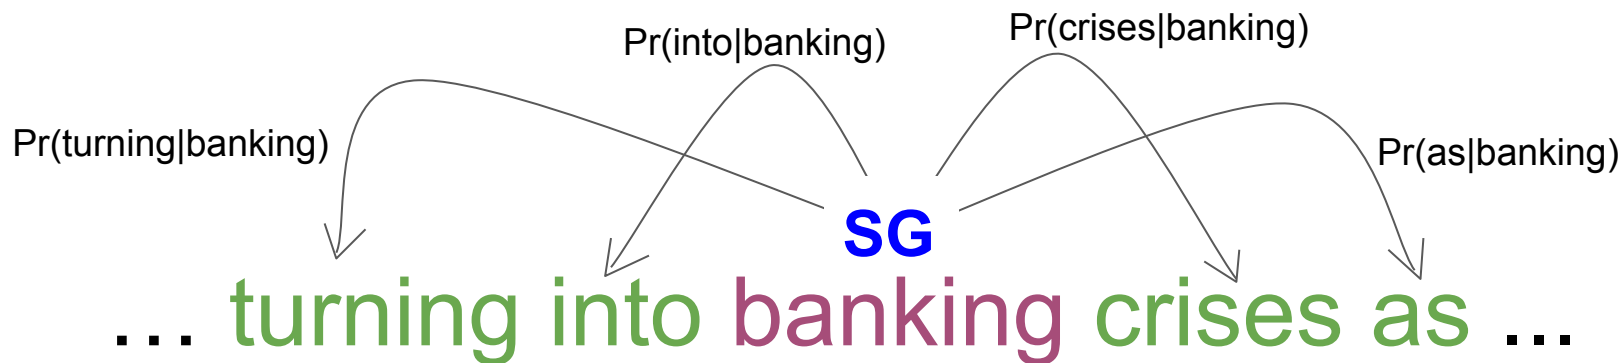 Pr(crises|banking)
Pr(into|banking)
Pr(turning|banking)
Pr(as|banking)
SG
... turning into banking crises as ...